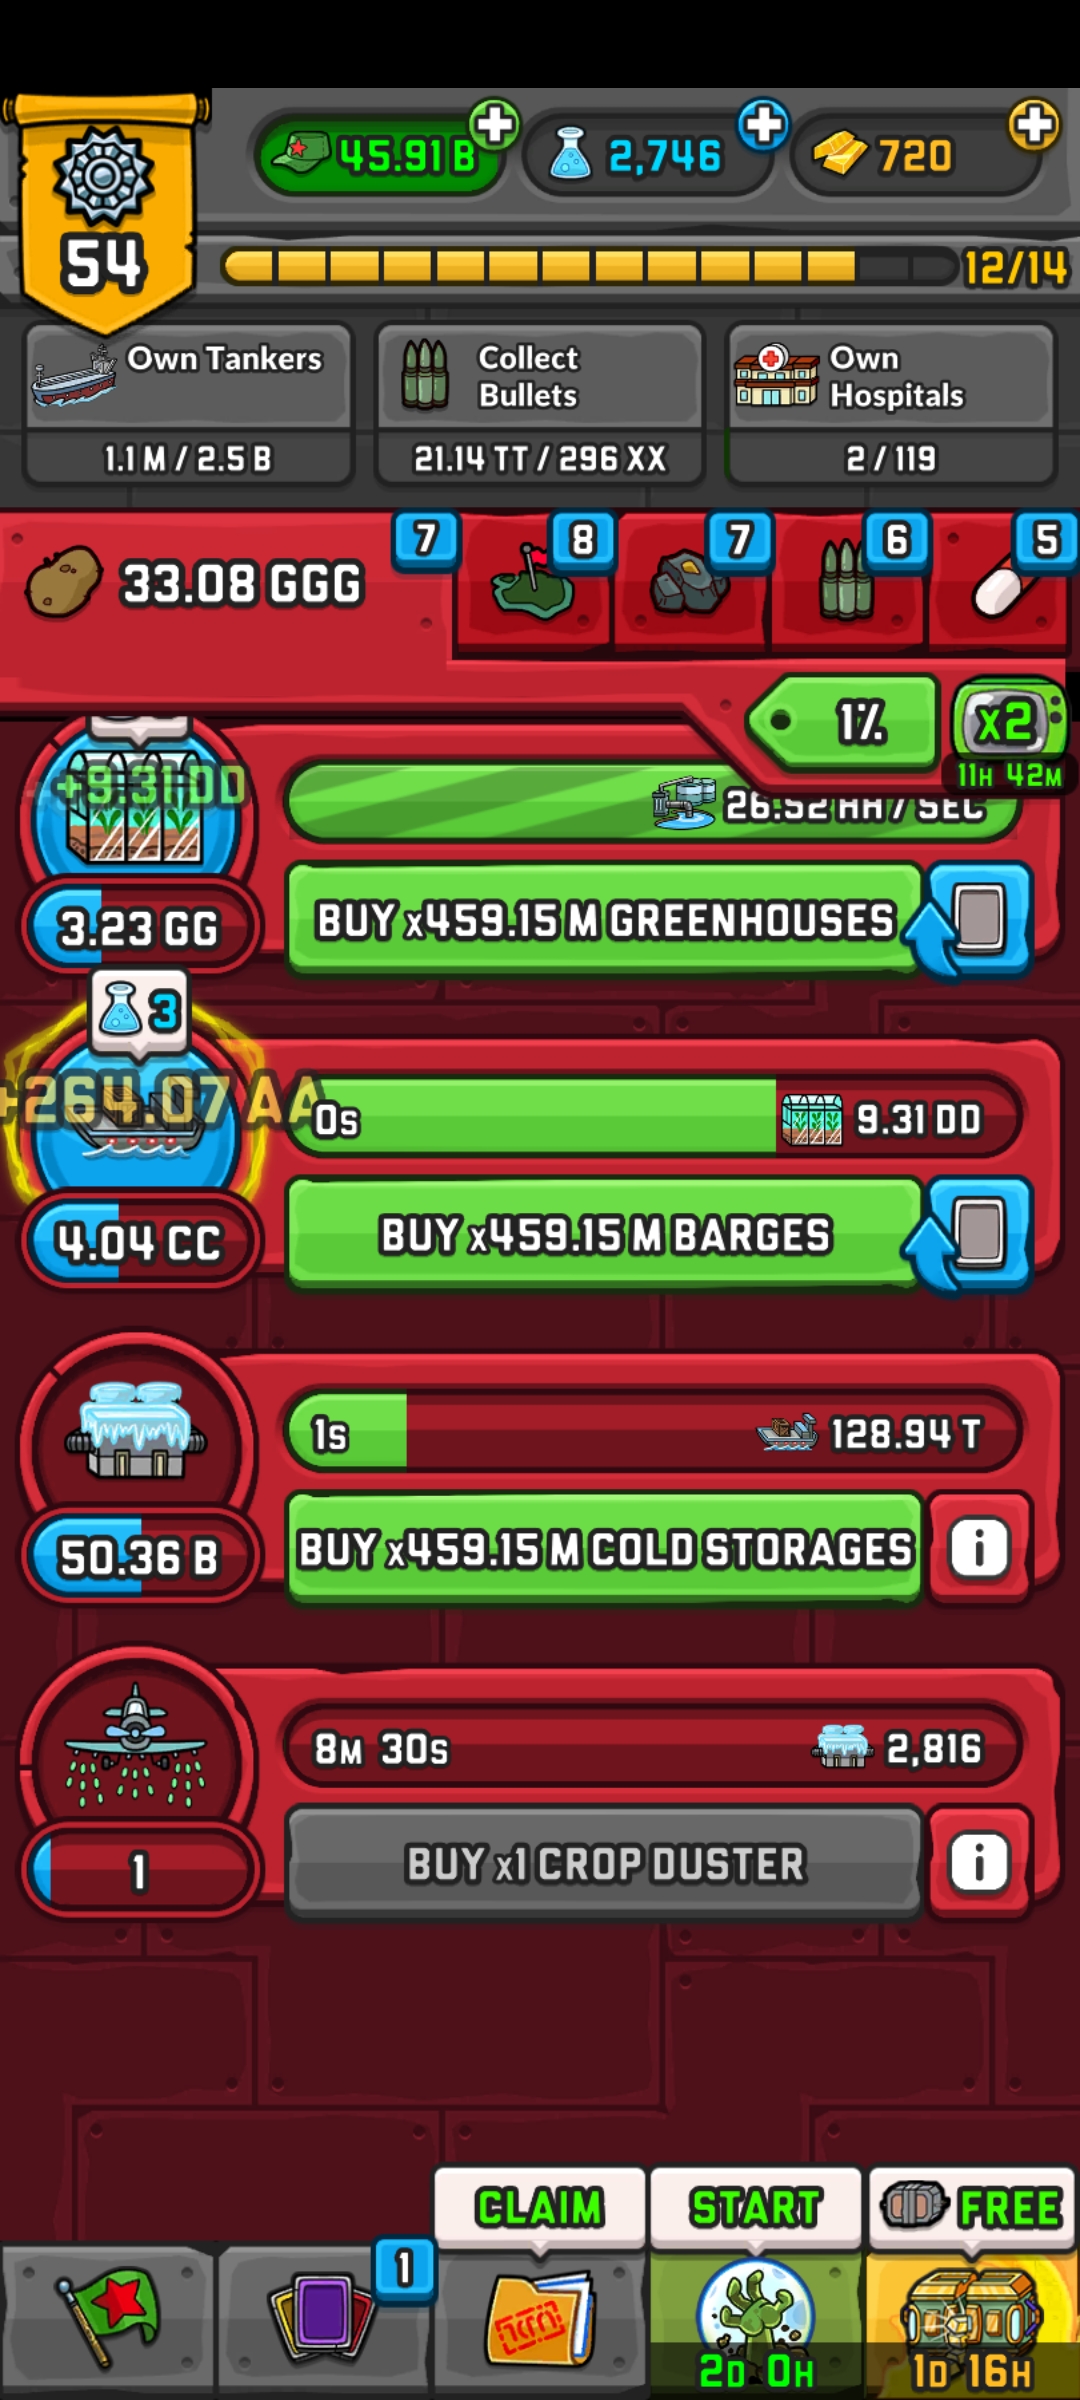 45.91 B
2,746
720
54
12/14
Own Tankers
1.1 M / 2.5 B
Collect
Bullets
21.14 TT / 296 XX
Own
Hospitals
2 / 119
33.08 GGG
7
8
7
6
5
1%
x2
11H 42M
+9.31 DD
26.52 HH / SEC
3.23 GG
BUY x459.15 M GREENHOUSES
3
+264.07 AA
0s
9.31 DD
4.04 CC
BUY x459.15 M BARGES
1s
128.94 T
50.36 B
BUY x459.15 M COLD STORAGES
i
8M 30s
2,816
1
BUY x1 CROP DUSTER
i
CLAIM
START
FREE
1
2D 0H
1D 16H